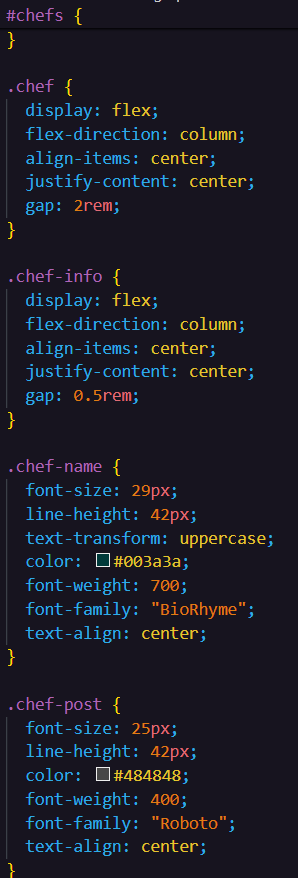 #chefs {
}
.chef {
display: flex;
flex-direction: column;
align-items: center;
justify-content: center;
gap: 2rem;
}
.chef-info {
display: flex;
flex-direction: column;
align-items: center;
justify-content: center;
gap: 0.5rem;
}
.chef-name {
font-size: 29px;
line-height: 42px;
text-transform: uppercase;
color: #003a3a;
font-weight: 700;
font-family: "BioRhyme";
text-align: center;
}
.chef-post {
font-size: 25px;
line-height: 42px;
color: #484848;
font-weight: 400;
font-family: "Roboto";
text-align: center;
}